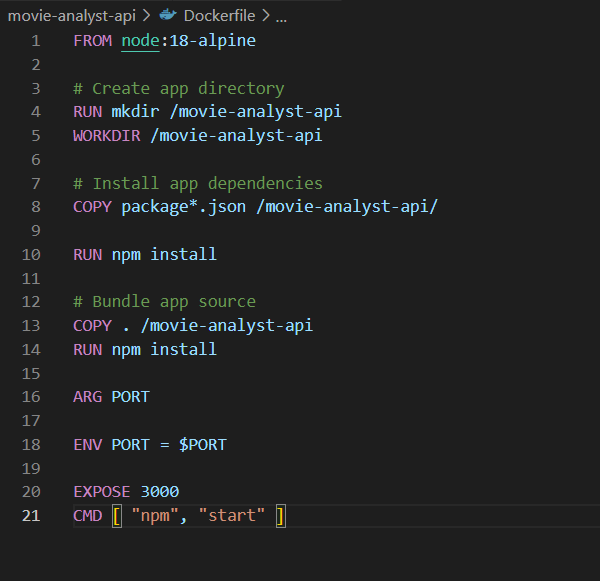 movie-analyst-api > Dockerfile > ...
1 FROM node:18-alpine
2
3 # Create app directory
4 RUN mkdir /movie-analyst-api
5 WORKDIR /movie-analyst-api
6
7 # Install app dependencies
8 COPY package*.json /movie-analyst-api/
9
10 RUN npm install
11
12 # Bundle app source
13 COPY . /movie-analyst-api
14 RUN npm install
15
16 ARG PORT
17
18 ENV PORT = $PORT
19
20 EXPOSE 3000
21 CMD [ "npm", "start" ]